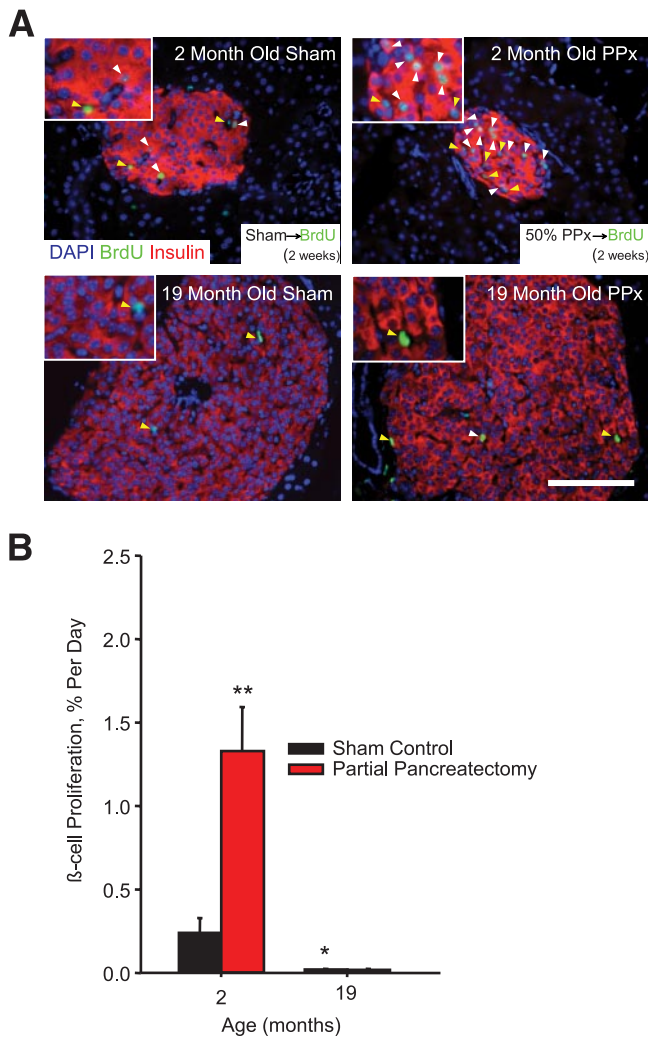 A
2 Month Old Sham
2 Month Old PPx
DAPI BrdU Insulin
Sham→BrdU
(2 weeks)
50% PPx→BrdU
(2 weeks)
19 Month Old Sham
19 Month Old PPx
B
2.5
2.0
1.5
1.0
0.5
0.0
ß-cell Proliferation, % Per Day
**
*
Sham Control
Partial Pancreatectomy
2
19
Age (months)